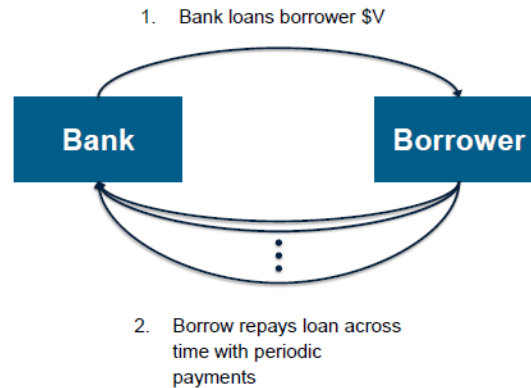 1. Bank loans borrower $V
Bank
Borrower
2. Borrow repays loan across
time with periodic
payments